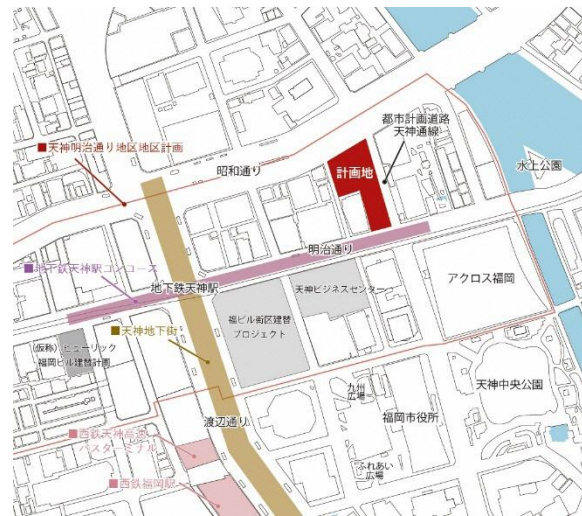 都市計画道路
天神通線
水上公園
■天神明治通り地区地区計画
昭和通り
計画地
明治通り
■地下鉄天神駅コンコース
地下鉄天神駅
アクロス福岡
天神ビジネスセンター
福ビル街区建替
プロジェクト
■天神地下街
(仮称)ヒューリック
福岡ビル建替計画
天神中央公園
九州
広場
福岡市役所
渡辺通り
■西鉄天神高速
バスターミナル
ふれあい
広場
■西鉄福岡駅